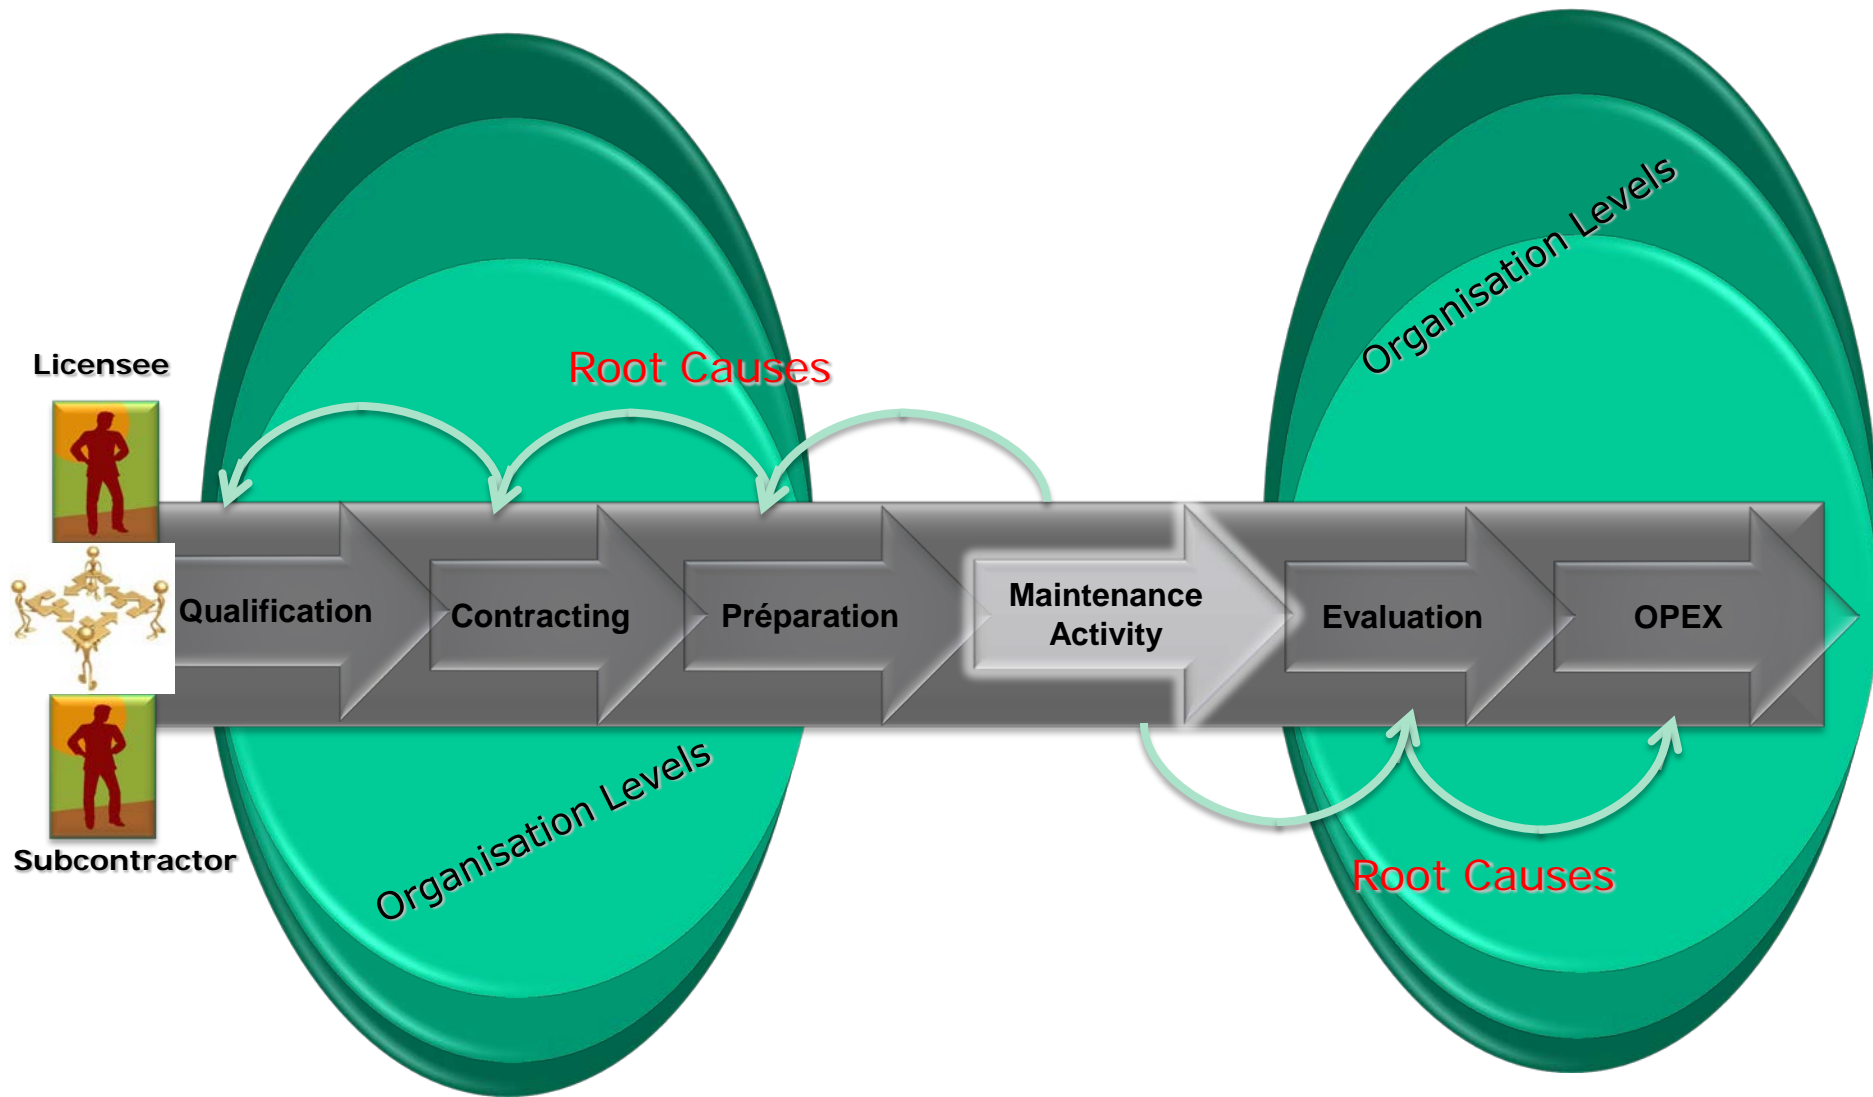 Organisation Levels
Licensee
Root Causes
Qualification
Contracting
Préparation
Maintenance
Activity
Evaluation
OPEX
Organisation Levels
Subcontractor
Root Causes